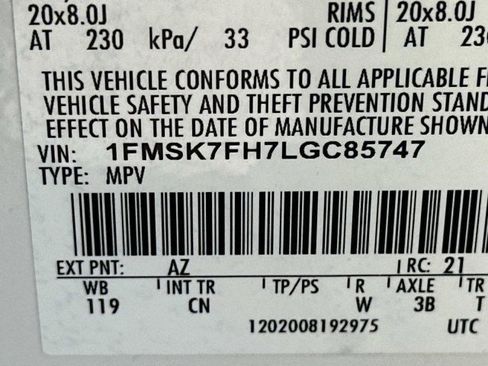 20x8.0J RIMS 20x8.0J
AT 230 kPa/ 33 PSI COLD AT 230
THIS VEHICLE CONFORMS TO ALL APPLICABLE
VEHICLE SAFETY AND THEFT PREVENTION
EFFECT ON THE DATE OF MANUFACTURE SHOWN
VIN: 1FMSK7FH7LGC85747
TYPE: MPV
EXT PNT: AZ RC: 21
WB INT TR TP/PS R AXLE TR
119 CN W 3B T
1202008192975 UTC